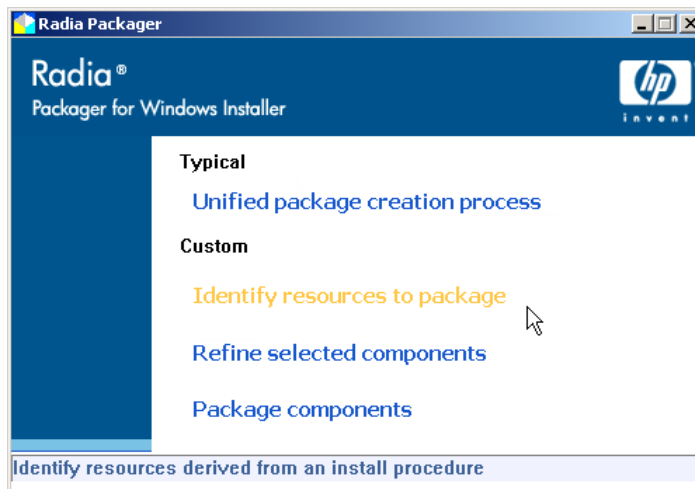 Radia Packager
Radia®
Packager for Windows Installer
hp
invent
Typical
Unified package creation process
Custom
Identify resources to package
Refine selected components
Package components
Identify resources derived from an install procedure